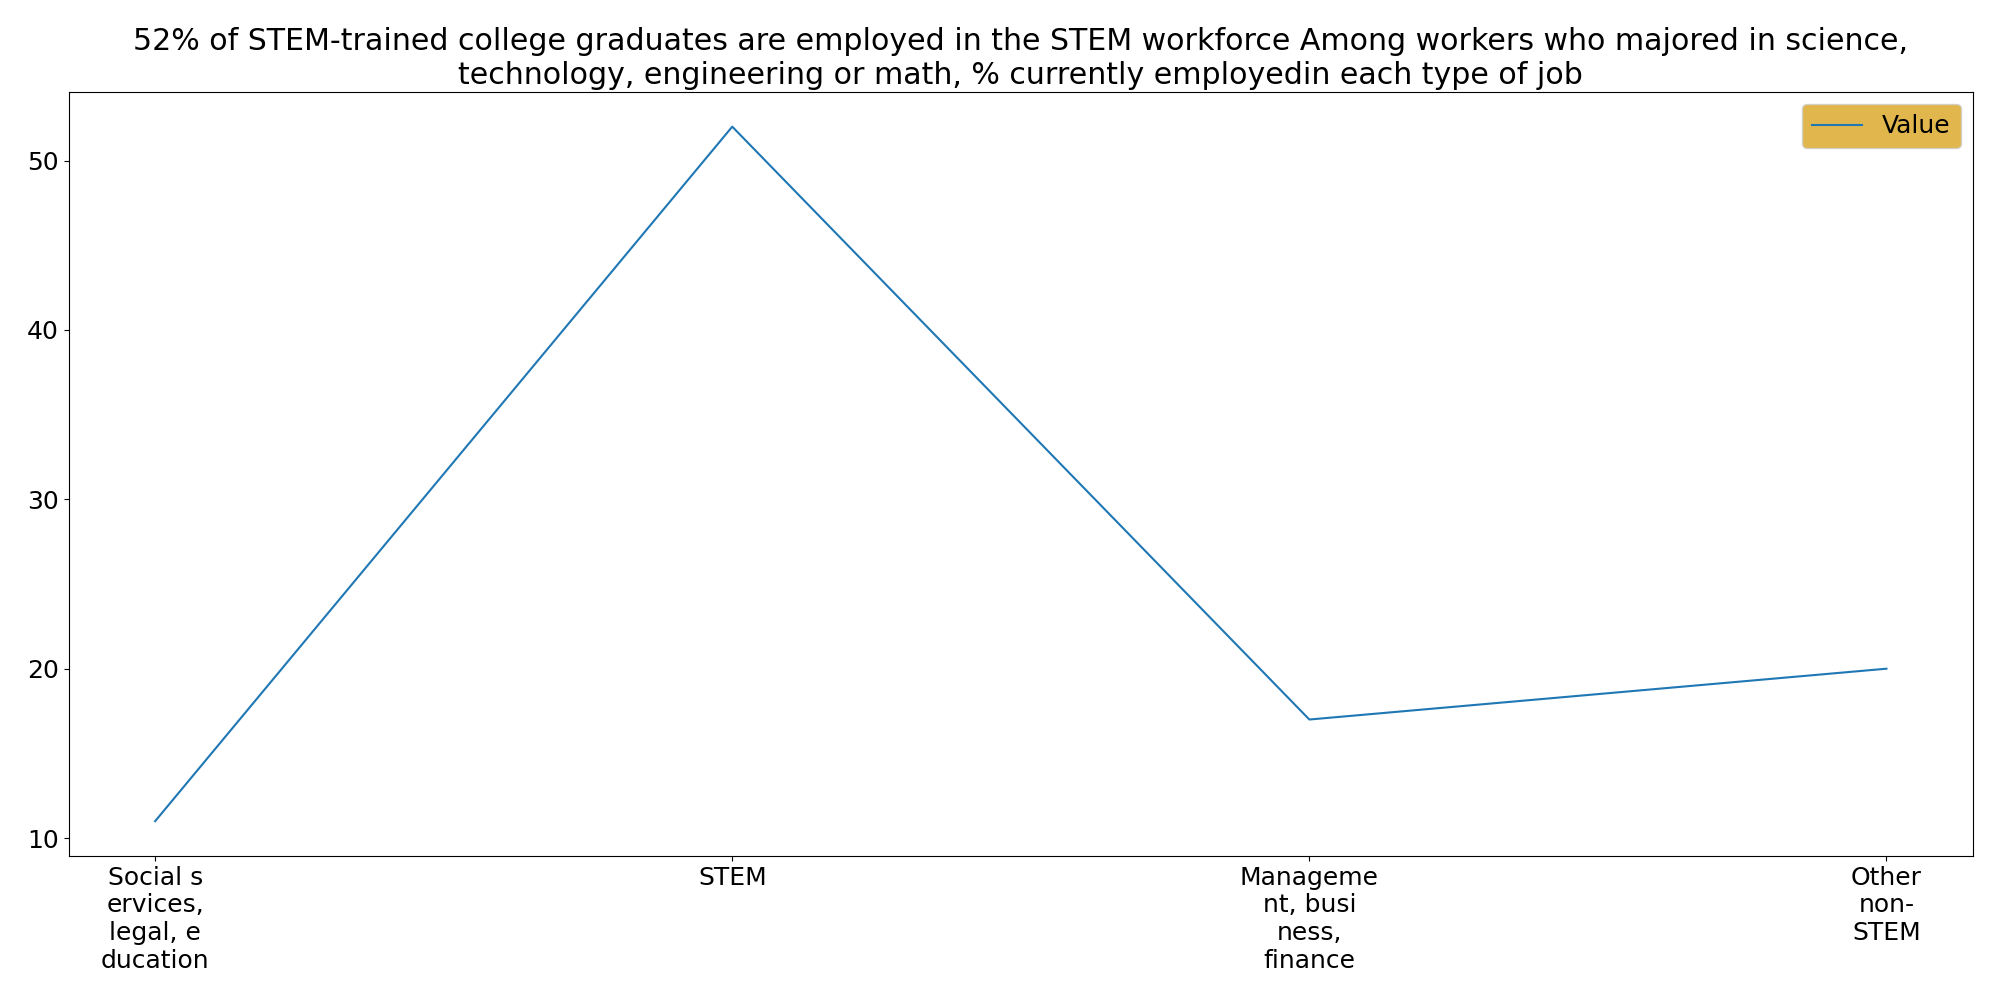 52% of STEM-trained college graduates are employed in the STEM workforce Among workers who majored in science,
technology, engineering or math, % currently employedin each type of job
Value
50
40
30
20
10
Social s
ervices,
legal, e
ducation
STEM
Manageme
nt, busi
ness,
finance
Other
non-
STEM